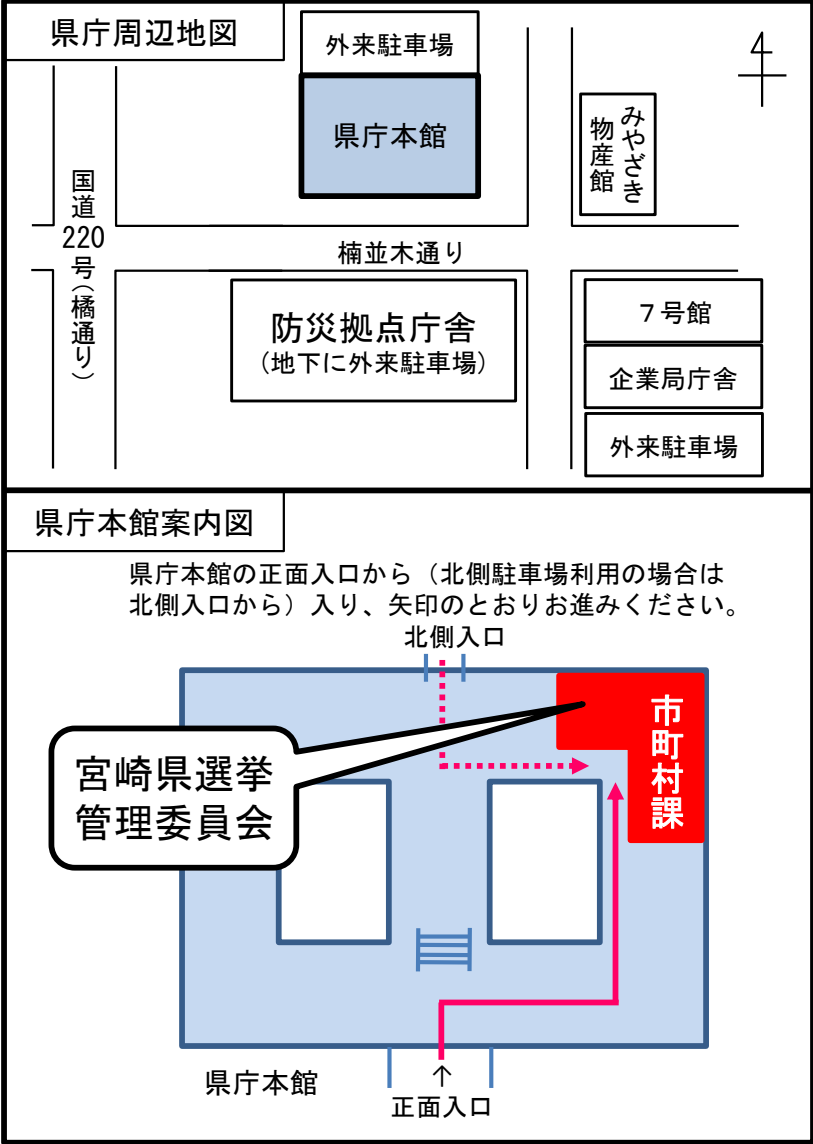 県庁周辺地図
外来駐車場
県庁本館
みやざき
物産館
国道
220
号(橘通り)
楠並木通り
防災拠点庁舎
(地下に外来駐車場)
7号館
企業局庁舎
外来駐車場
県庁本館案内図
県庁本館の正面入口から(北側駐車場利用の場合は
北側入口から)入り、矢印のとおりお進みください。
北側入口
市町村課
宮崎県選挙
管理委員会
県庁本館
↑
正面入口